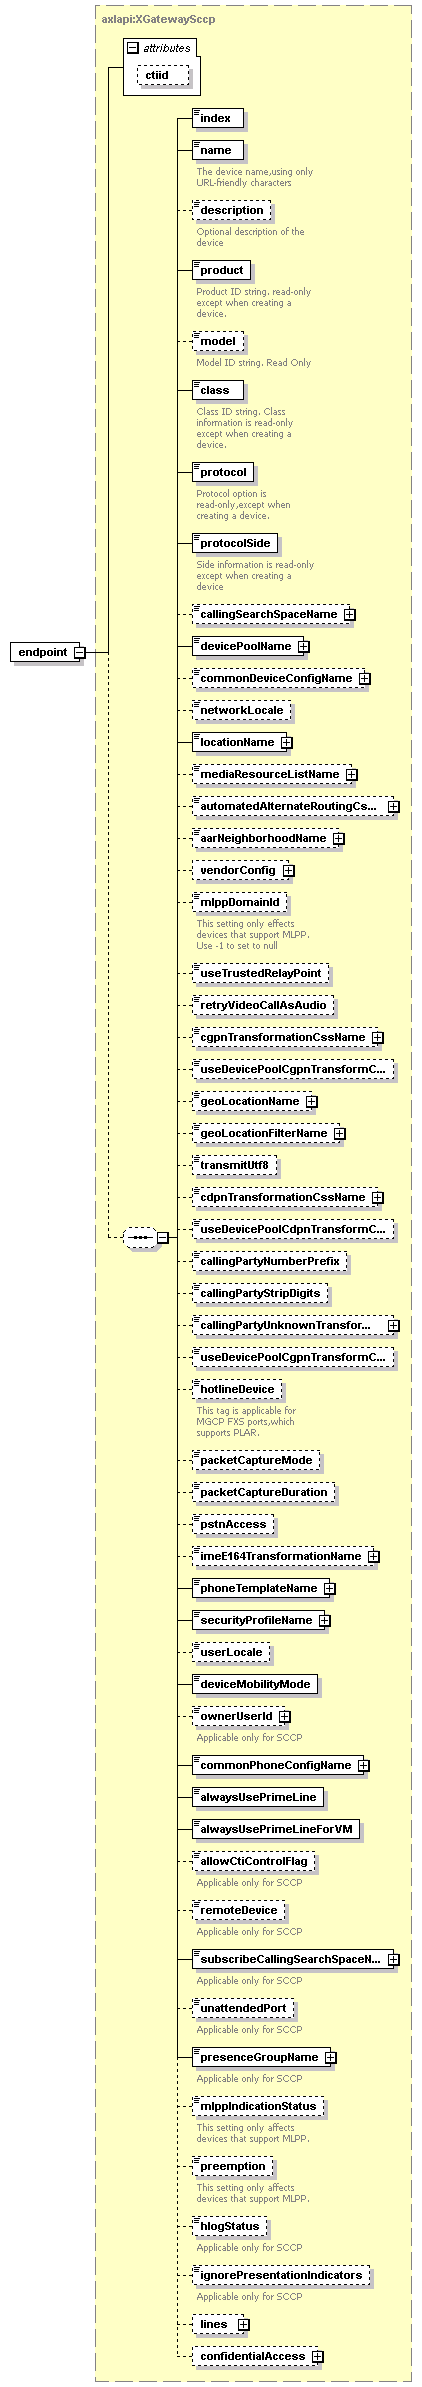 axlapi:XGatewaySccp
attributes
ctiid
index
name
The device name,using only
URL-friendly characters
description
Optional description of the
device
product
Product ID string. read-only
except when creating a
device.
model
Model ID string. Read Only
class
Class ID string. Class
information is read-only
except when creating a
device.
protocol
Protocol option is
read-only,except when
creating a device.
protocolSide
Side information is read-only
except when creating a
device
callingSearchSpaceName
endpoint
devicePoolName
commonDeviceConfigName
networkLocale
locationName
mediaResourceListName
automatedAlternateRoutingCs...
aarNeighborhoodName
vendorConfig
mlppDomainId
This setting only effects
devices that support MLPP.
Use -1 to set to null
useTrustedRelayPoint
retryVideoCallAsAudio
cgpnTransformationCssName
useDevicePoolCgpnTransformC...
geoLocationName
geoLocationFilterName
transmitUtf8
cdpnTransformationCssName
useDevicePoolCdpnTransformC...
callingPartyNumberPrefix
callingPartyStripDigits
callingPartyUnknownTransfor...
useDevicePoolCgpnTransformC...
hotlineDevice
This tag is applicable for
MGCP FXS ports,which
supports PLAR.
packetCaptureMode
packetCaptureDuration
pstnAccess
imeE164TransformationName
phoneTemplateName
securityProfileName
userLocale
deviceMobilityMode
ownerUserId
Applicable only for SCCP
commonPhoneConfigName
alwaysUsePrimeLine
alwaysUsePrimeLineForVM
allowCtiControlFlag
Applicable only for SCCP
remoteDevice
Applicable only for SCCP
subscribeCallingSearchSpaceN...
Applicable only for SCCP
unattendedPort
Applicable only for SCCP
presenceGroupName
Applicable only for SCCP
mlppIndicationStatus
This setting only affects
devices that support MLPP.
preemption
This setting only affects
devices that support MLPP.
hlogStatus
Applicable only for SCCP
ignorePresentationIndicators
Applicable only for SCCP
lines
confidentialAccess